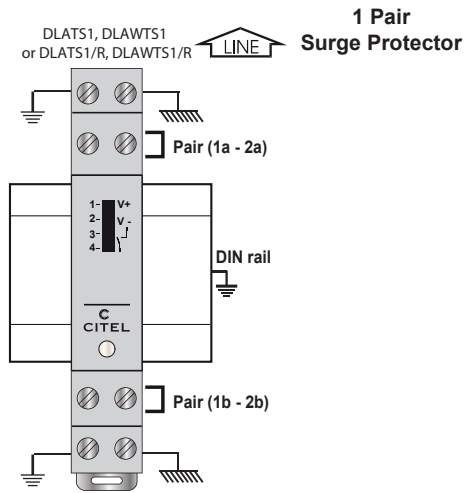 1 Pair
Surge Protector
DLATS1, DLAWTS1
or DLATS1/R, DLAWTS1/R
LINE
Pair (1a - 2a)
1- V+
2- V -
3-
4-
DIN rail
C
CITEL
Pair (1b - 2b)